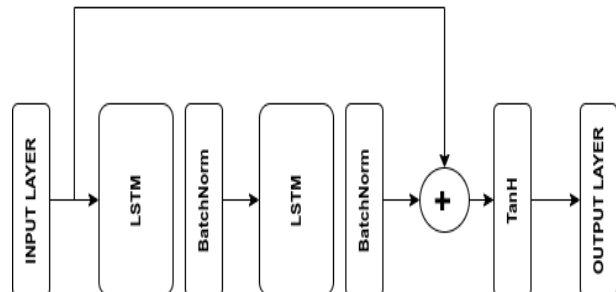 INPUT LAYER
LSTM
BatchNorm
LSTM
BatchNorm
+
TanH
OUTPUT LAYER